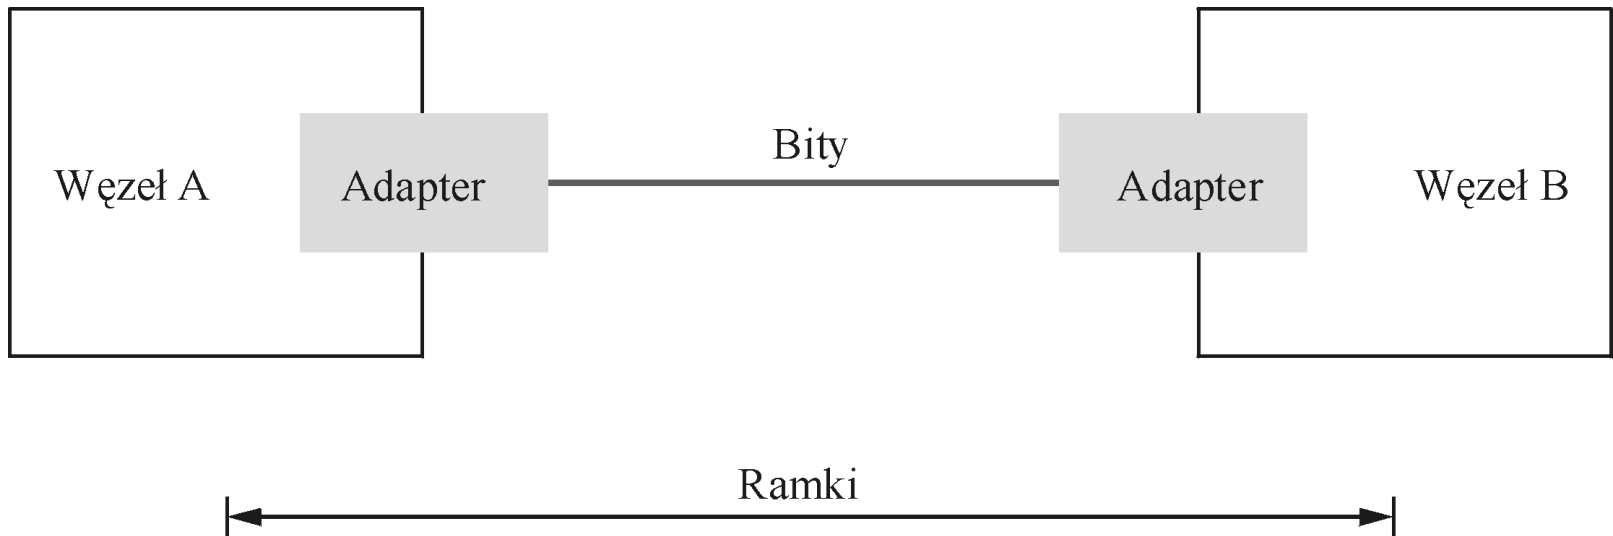 Bity
Węzeł A
Adapter
Adapter
Węzeł B
Ramki